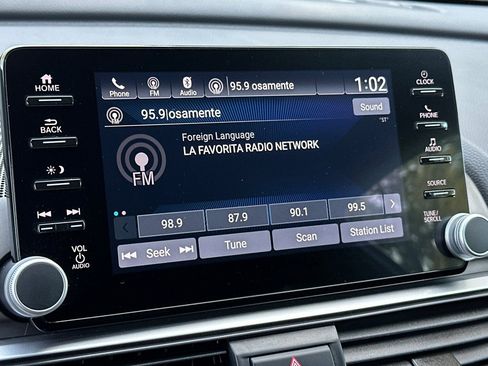 HOME
BACK
VOL
AUDIO
Phone
FM
Audio
95.9 osamente
1:02
95.9|osamente
Sound
"ST"
Foreign Language
LA FAVORITA RADIO NETWORK
FM
98.9
87.9
90.1
99.5
Seek
Tune
Scan
Station List
CLOCK
PHONE
AUDIO
SOURCE
TUNE/
SCROLL